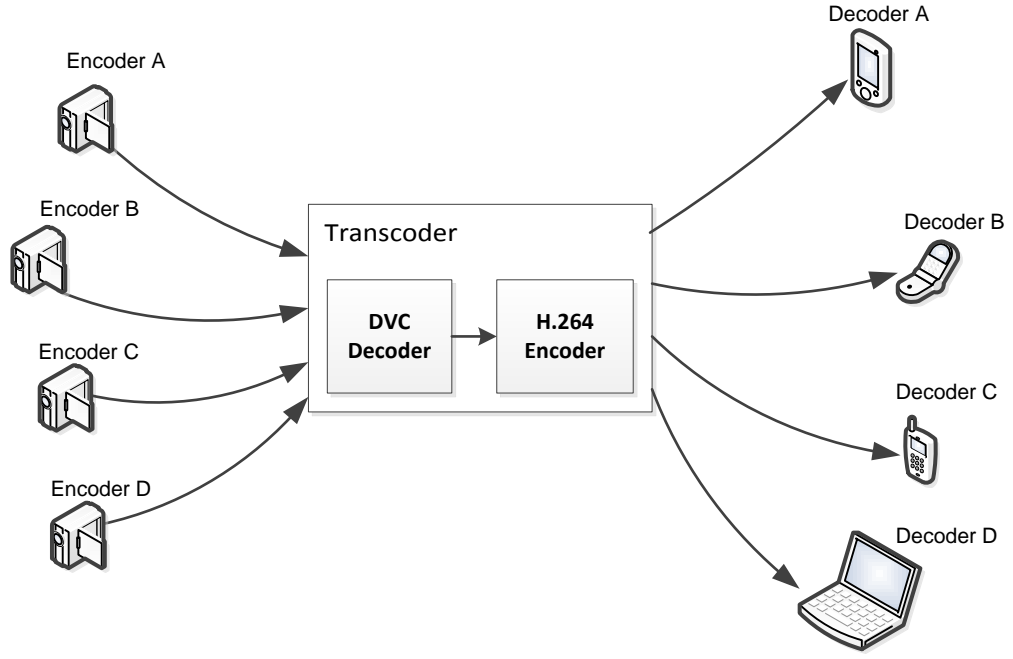 Encoder A
Encoder B
Encoder C
Encoder D
Transcoder
DVC
Decoder
H.264
Encoder
Decoder A
Decoder B
Decoder C
Decoder D